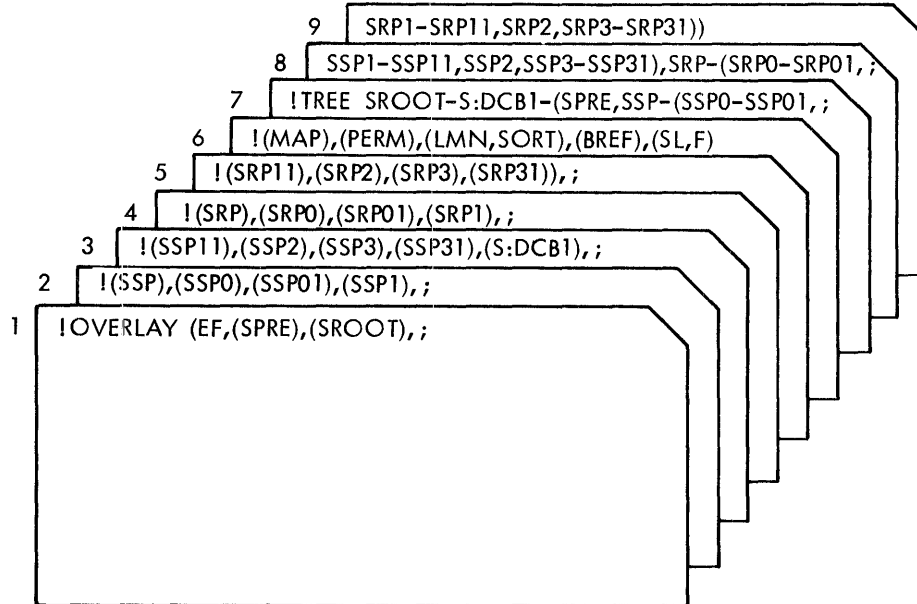 9 SRP1-SRP11,SRP2,SRP3-SRP31))
8 SSP1-SSP11,SSP2,SSP3-SSP31),SRP-(SRP0-SRP01,;
7 !TREE SROOT-S:DCB1-(SPRE,SSP-(SSP0-SSP01,;
6 !(MAP),(PERM),(LMN,SORT),(BREF),(SL,F)
5 !(SRP11),(SRP2),(SRP3),(SRP31)),;
4 !(SRP),(SRP0),(SRP01),(SRP1),;
3 !(SSP11),(SSP2),(SSP3),(SSP31),(S:DCB1),;
2 !(SSP),(SSP0),(SSP01),(SSP1),;
1 !OVERLAY (EF,(SPRE),(SROOT),;